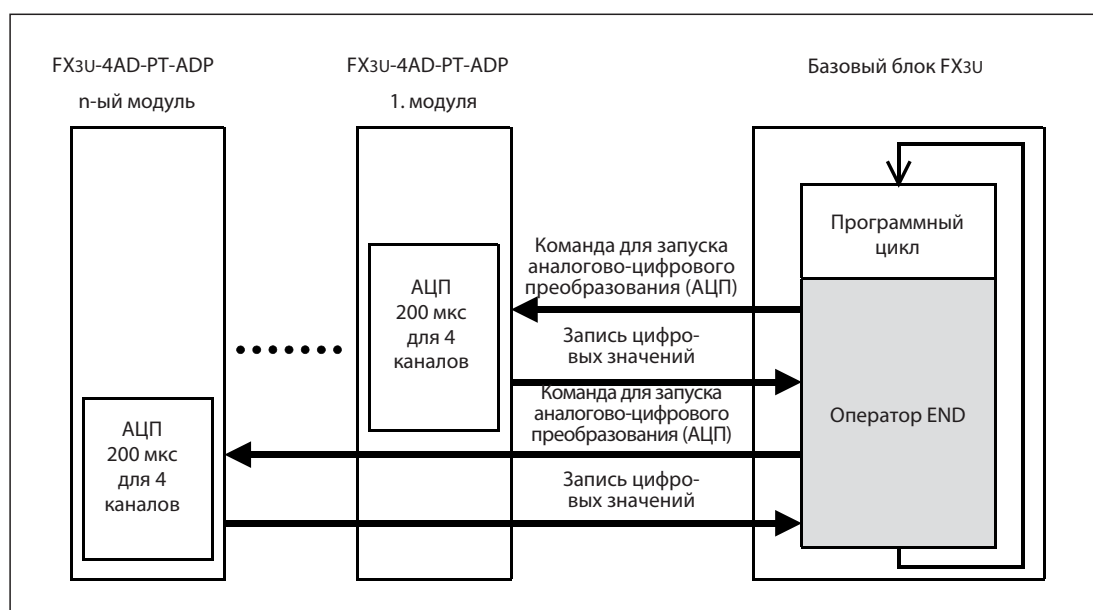 FX3U-4AD-PT-ADP
n-ый модуль
FX3U-4AD-PT-ADP
1. модуля
Базовый блок FX3U
Программный
цикл
Команда для запуска
аналогово-цифрового
преобразования (АЦП)
АЦП
200 мкс
для 4
каналов
Запись цифро-
вых значений
Команда для запуска
аналогово-цифрового
преобразования (АЦП)
Оператор END
АЦП
200 мкс
для 4
каналов
Запись цифро-
вых значений